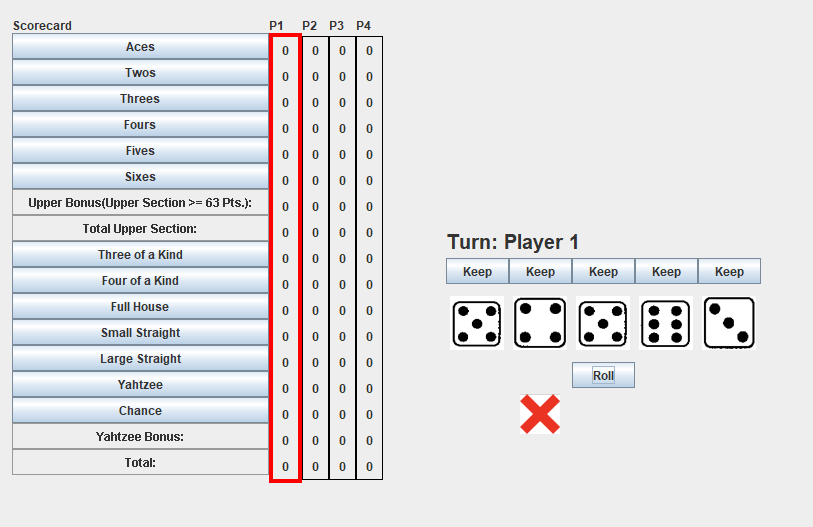 Scorecard P1 P2 P3 P4
Aces 0 0 0 0
Twos 0 0 0 0
Threes 0 0 0 0
Fours 0 0 0 0
Fives 0 0 0 0
Sixes 0 0 0 0
Upper Bonus(Upper Section >= 63 Pts.): 0 0 0 0
Total Upper Section: 0 0 0 0
Three of a Kind 0 0 0 0
Four of a Kind 0 0 0 0
Full House 0 0 0 0
Small Straight 0 0 0 0
Large Straight 0 0 0 0
Yahtzee 0 0 0 0
Chance 0 0 0 0
Yahtzee Bonus: 0 0 0 0
Total: 0 0 0 0
Turn: Player 1
Keep Keep Keep Keep Keep
Roll